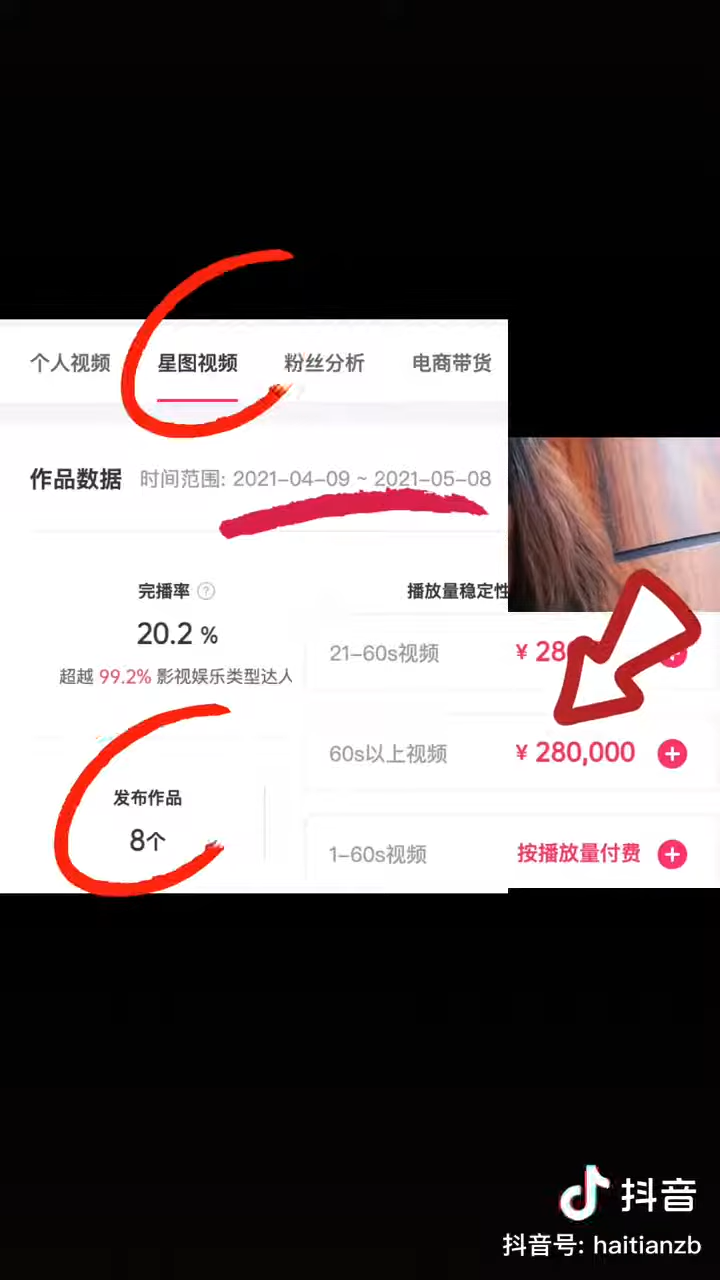 个人视频 星图视频 粉丝分析 电商带货
作品数据 时间范围: 2021-04-09 ~ 2021-05-08
完播率 ?
播放量稳定性
20.2 %
超越 99.2% 影视娱乐类型达人
21-60s视频 ¥ 28
60s以上视频 ¥ 280,000
发布作品
8个
1-60s视频 按播放量付费
抖音
抖音号: haitianzb